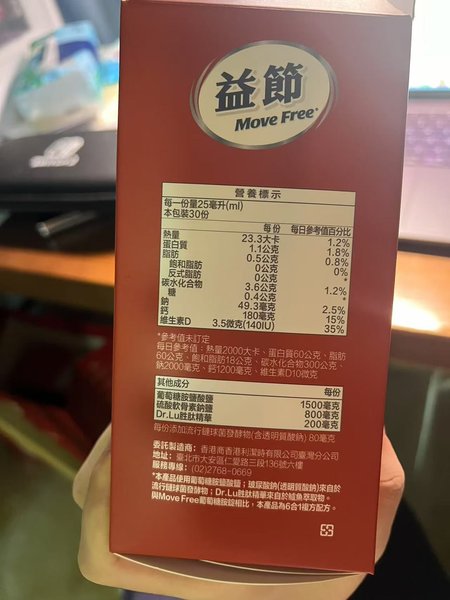 益節
Move Free®
營養標示
每一份量25毫升(ml)
本包裝30份
每份 每日參考值百分比
熱量 23.3大卡 1.2%
蛋白質 1.1公克 1.8%
脂肪 0.5公克 0.8%
飽和脂肪 0公克 0%
反式脂肪 0公克 *
碳水化合物 3.6公克 1.2%
糖 0.4公克 *
鈉 49.3毫克 2.5%
鈣 180毫克 15%
維生素D 3.5微克(140IU) 35%
*參考值未訂定
每日參考值：熱量2000大卡、蛋白質60公克、脂肪
60公克、飽和脂肪18公克、碳水化合物300公克、
鈉2000毫克、鈣1200毫克、維生素D10微克
其他成分 每份
葡萄糖胺鹽酸鹽 1500毫克
硫酸軟骨素鈉鹽 800毫克
Dr.Lu胜肽精華 200毫克
每份添加流行鏈球菌發酵物(含透明質酸鈉) 80毫克
委託製造商：香港商香港利潔時有限公司臺灣分公司
地址：臺北市大安區仁愛路三段136號六樓
服務專線：(02)2768-0669
*本產品使用葡萄糖胺鹽酸鹽；玻尿酸鈉(透明質酸鈉)來自於
流行鏈球菌發酵物；Dr.Lu胜肽精華來自於鱸魚萃取物。
與Move Free葡萄糖胺錠相比，本產品為6合1複方配方。